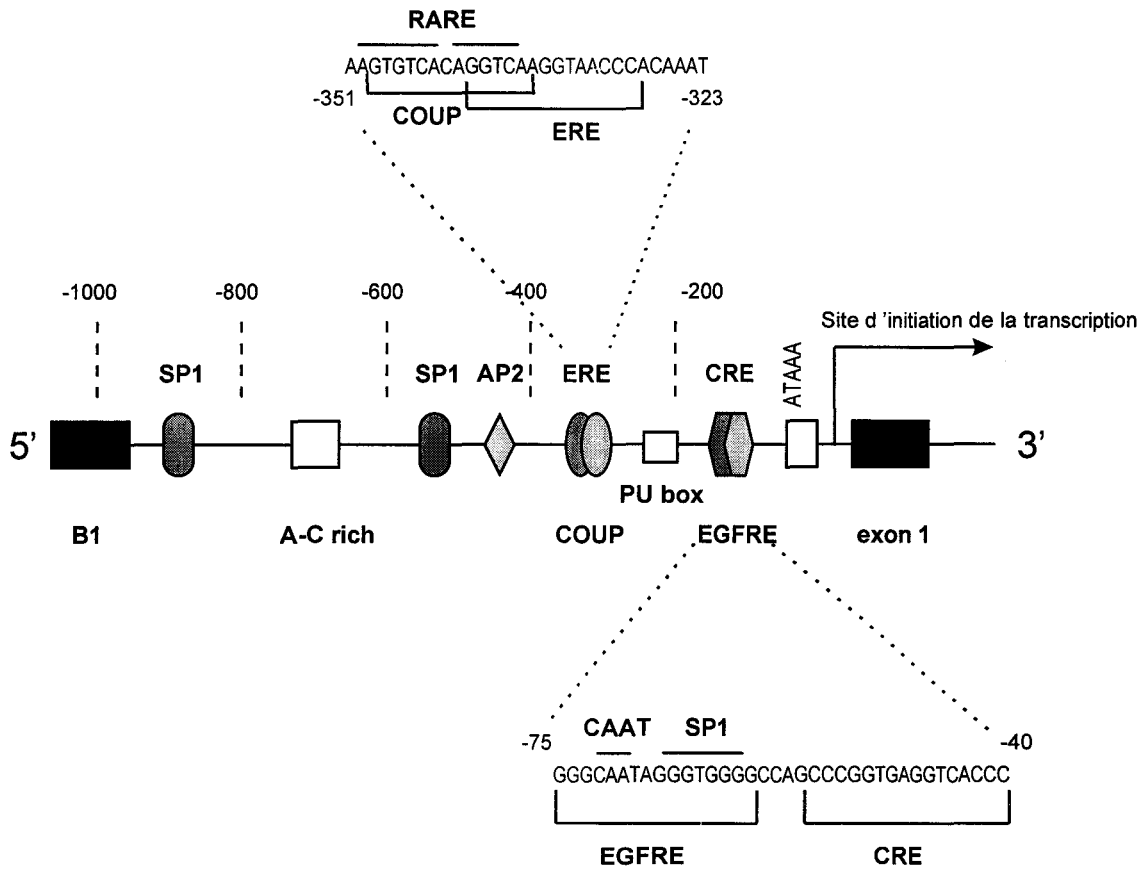 RARE
AAGTGTCACAGGTCAAGGTAACCCACAAAT
-351 -323
COUP
ERE
-1000 -800 -600 -400 -200
Site d 'initiation de la transcription
ATAAA
SP1 SP1 AP2 ERE CRE
5' 3'
PU box
B1 A-C rich COUP EGFRE exon 1
-75 CAAT SP1 -40
GGGCAATAGGGTGGGGCCAGCCCGGTGAGGTCACCC
EGFRE CRE